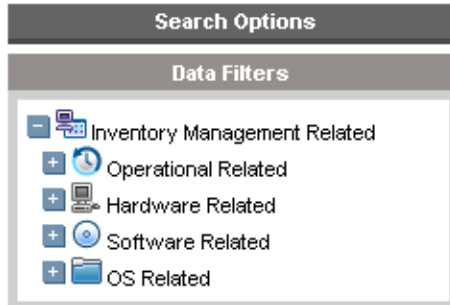 Search Options
Data Filters
Inventory Management Related
Operational Related
Hardware Related
Software Related
OS Related